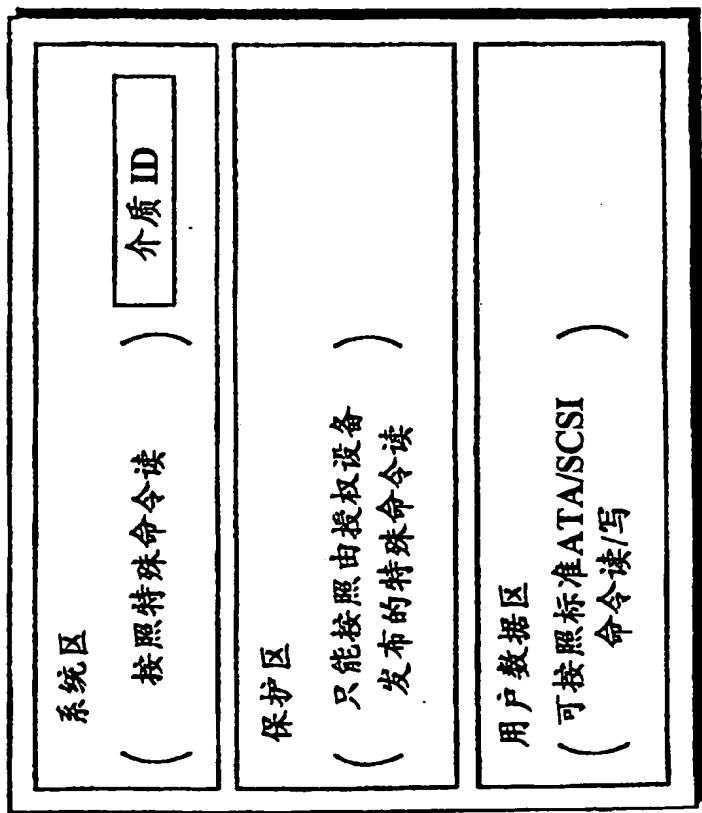 系统区
(按照特殊命令读)
介质 ID
保护区
(只能按照由授权设备
发布的特殊命令读)
用户数据区
(可按照标准ATA/SCSI
命令读/写)